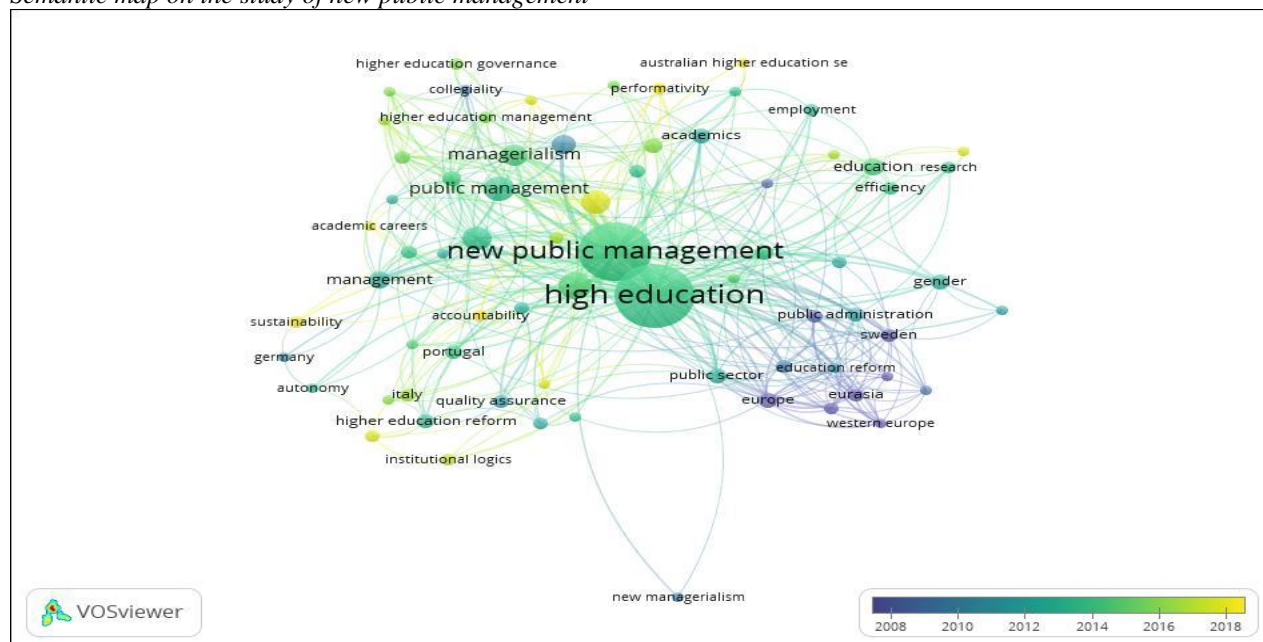 Semantic map on the study of new public management
higher education governance
australian higher education se
collegiality
performativity
employment
higher education management
academics
managerialism
education
research
public management
efficiency
academic careers
new public management
management
gender
high education
sustainability
accountability
public administration
sweden
germany
portugal
public sector
education reform
autonomy
italy
quality assurance
europe
eurasia
higher education reform
western europe
institutional logics
new managerialism
VOSviewer
2008 2010 2012 2014 2016 2018